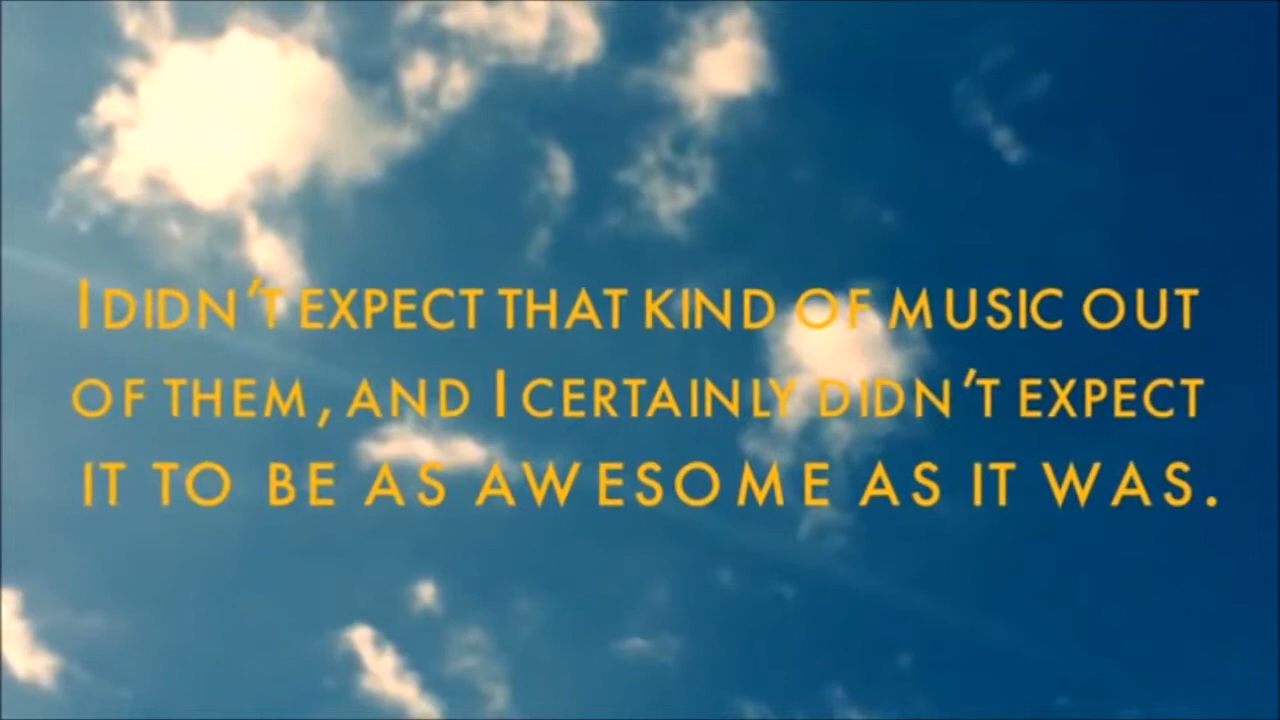 I DIDN'T EXPECT THAT KIND OF MUSIC OUT
OF THEM, AND I CERTAINLY DIDN'T EXPECT
IT TO BE AS AWESOME AS IT WAS.